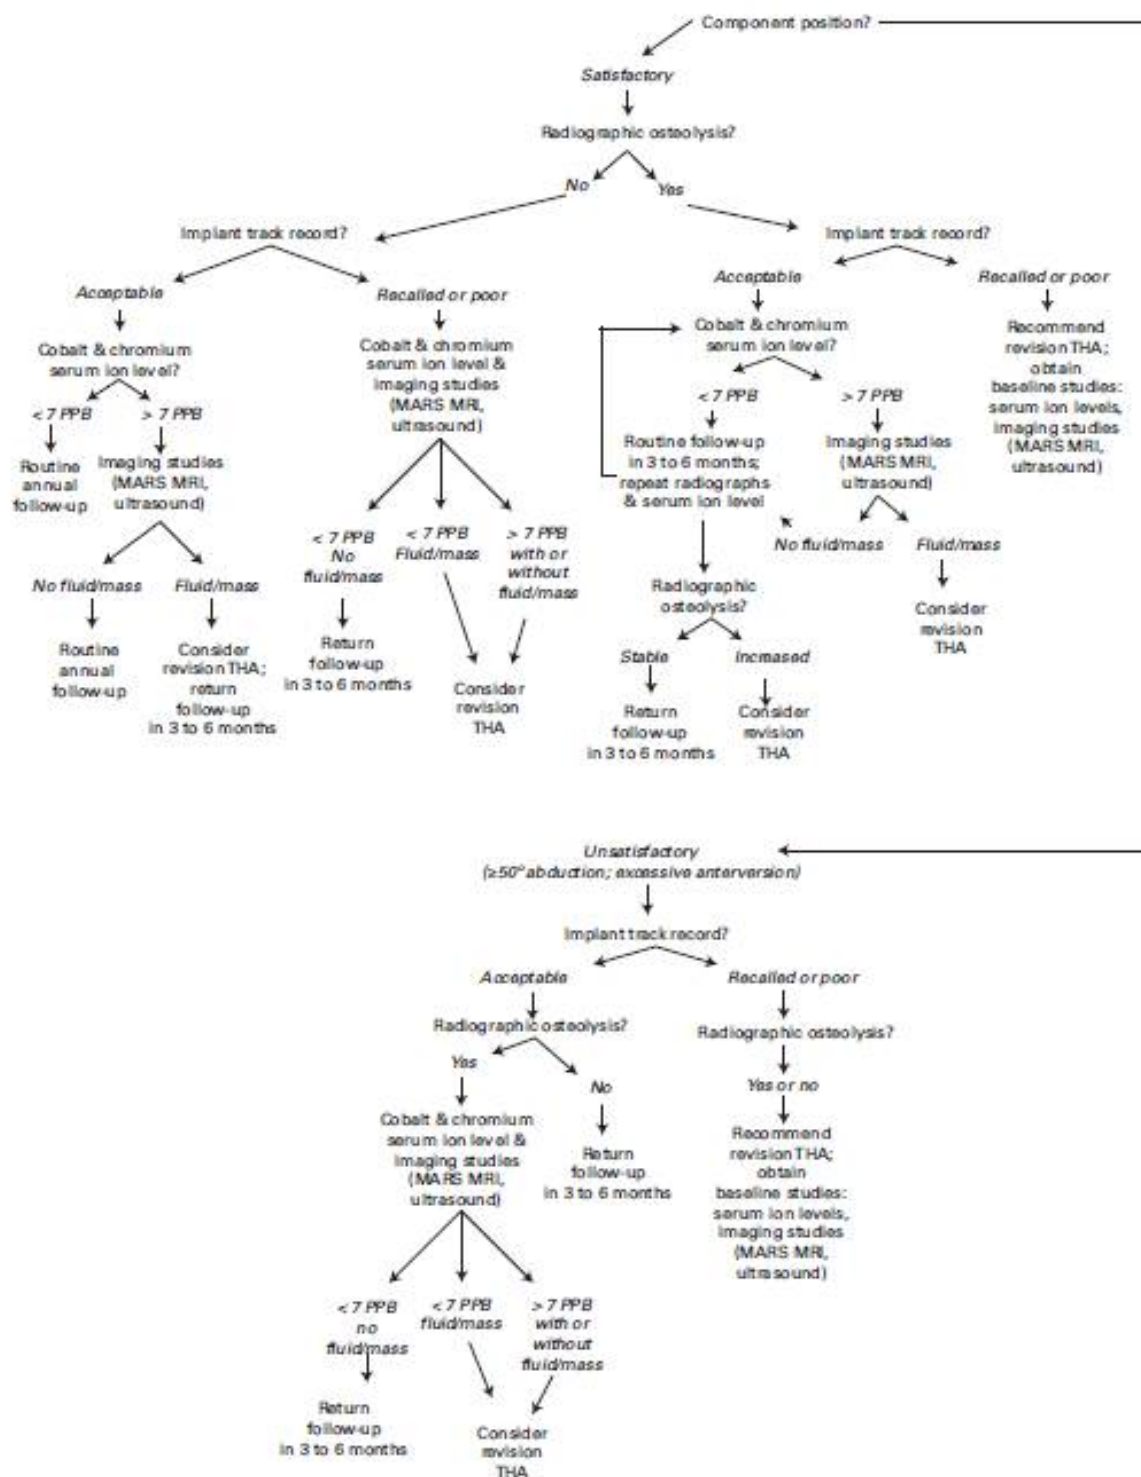 Component position?
Satisfactory
Radiographic osteolysis?
No
Yes
Implant track record?
Acceptable
Cobalt & chromium
serum ion level?
< 7 PPB
Routine
annual
follow-up
> 7 PPB
Imaging studies
(MARS MRI,
ultrasound)
No fluid/mass
Routine
annual
follow-up
Fluid/mass
Consider
revision THA;
return
follow-up
in 3 to 6 months
Recalled or poor
Cobalt & chromium
serum ion level &
imaging studies
(MARS MRI,
ultrasound)
< 7 PPB
No
fluid/mass
Return
follow-up
in 3 to 6 months
< 7 PPB
Fluid/mass
> 7 PPB
with or
without
fluid/mass
Consider
revision
THA
Implant track record?
Acceptable
Cobalt & chromium
serum ion level?
< 7 PPB
Routine follow-up
in 3 to 6 months;
repeat radiographs
& serum ion level
> 7 PPB
Imaging studies
(MARS MRI,
ultrasound)
No fluid/mass
Fluid/mass
Consider
revision
THA
Radiographic
osteolysis?
Stable
Return
follow-up
in 3 to 6 months
Increased
Consider
revision
THA
Recalled or poor
Recommend
revision THA;
obtain
baseline studies:
serum ion levels,
imaging studies
(MARS MRI,
ultrasound)
Unsatisfactory
(≥50° abduction; excessive anterversion)
Implant track record?
Acceptable
Radiographic osteolysis?
Yes
Cobalt & chromium
serum ion level &
imaging studies
(MARS MRI,
ultrasound)
< 7 PPB
no
fluid/mass
Return
follow-up
in 3 to 6 months
< 7 PPB
fluid/mass
> 7 PPB
with or
without
fluid/mass
Consider
revision
THA
No
Return
follow-up
in 3 to 6 months
Recalled or poor
Radiographic osteolysis?
Yes or no
Recommend
revision THA;
obtain
baseline studies:
serum ion levels,
imaging studies
(MARS MRI,
ultrasound)